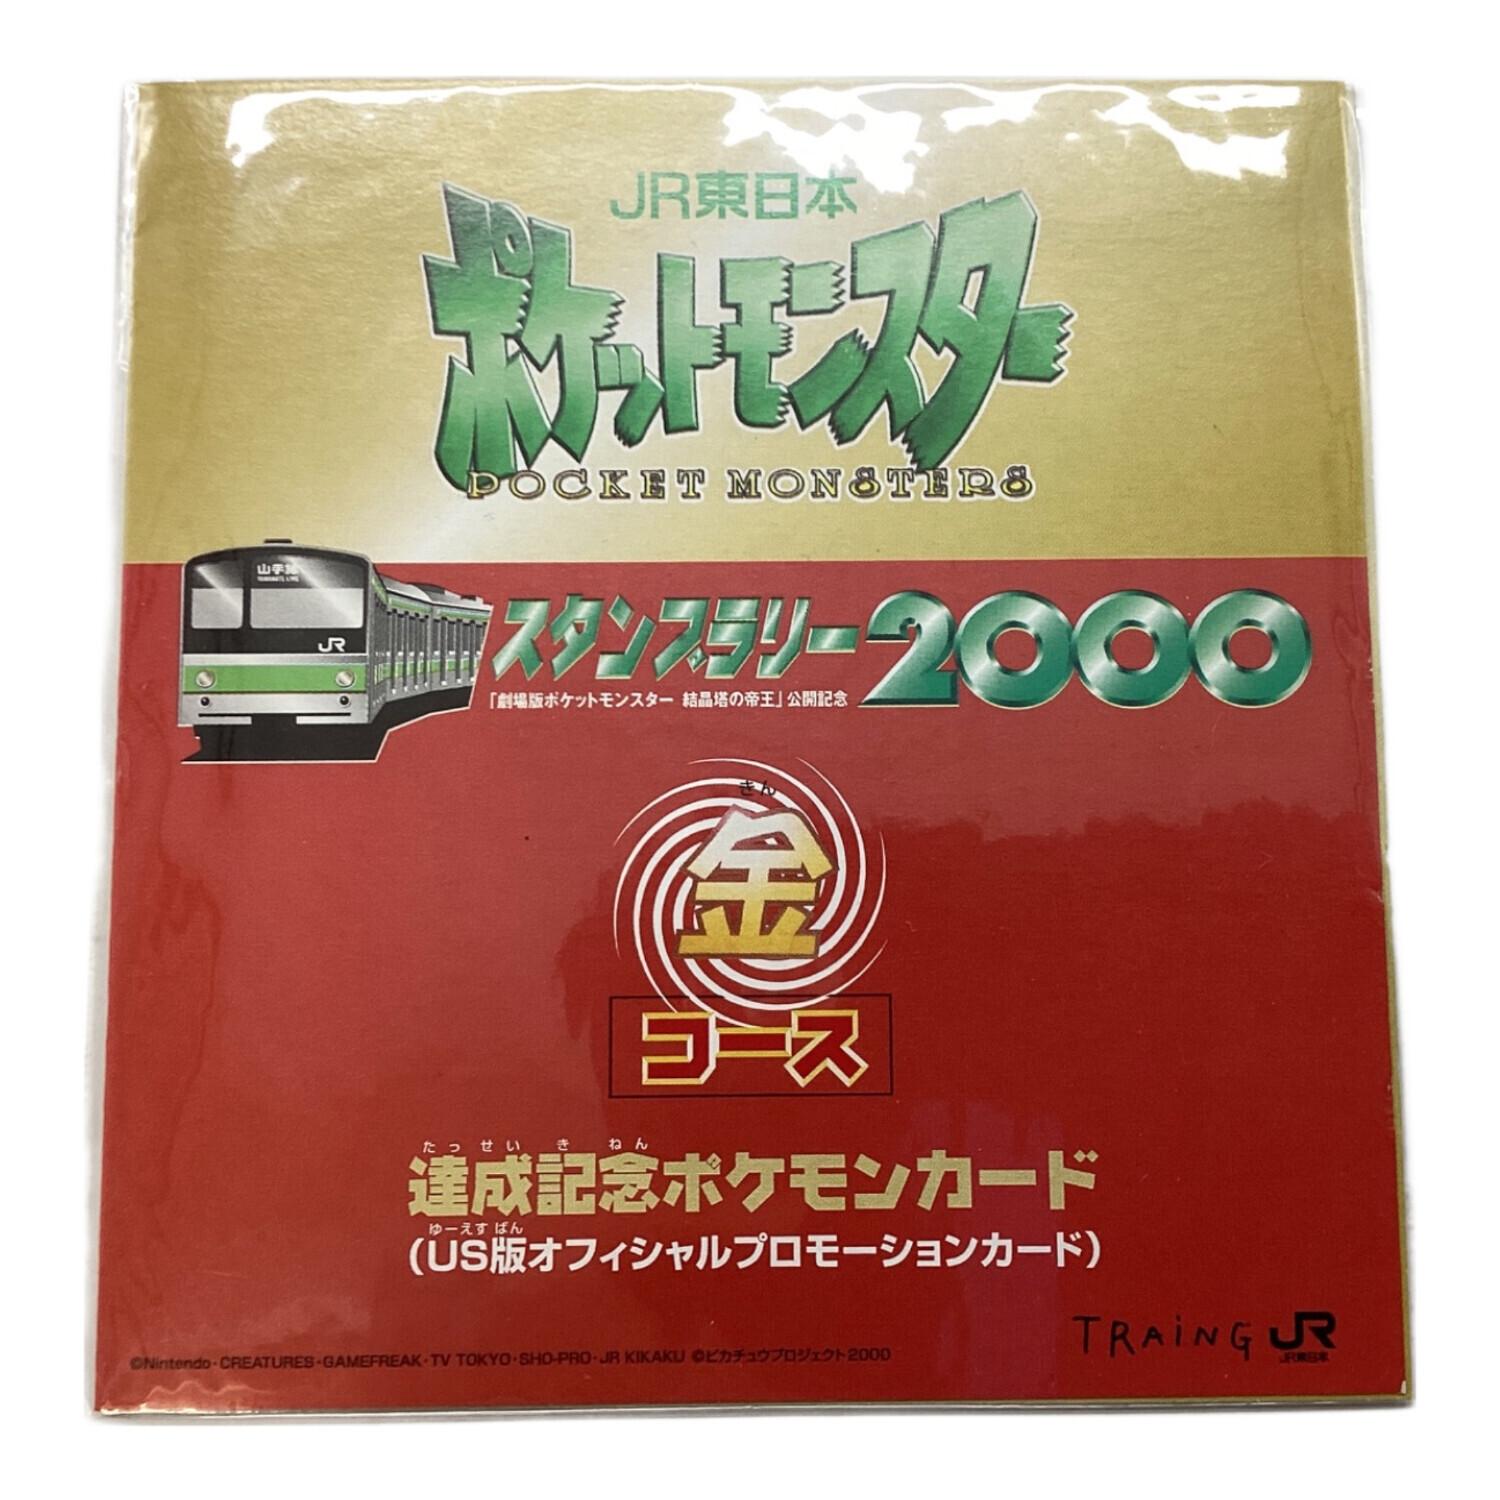 JR東日本
ポケットモンスター
POCKET MONSTERS
山手線
YAMANOTE LINE
JR
スタンプラリー2000
「劇場版ポケットモンスター 結晶塔の帝王」公開記念
きん
金
コース
たっせい きねん
達成記念ポケモンカード
ゆーえすばん
(US版オフィシャルプロモーションカード)
TRAiNG JR
JR東日本
©Nintendo・CREATURES・GAMEFREAK・TV TOKYO・SHO-PRO・JR KIKAKU ©ピカチュウプロジェクト2000